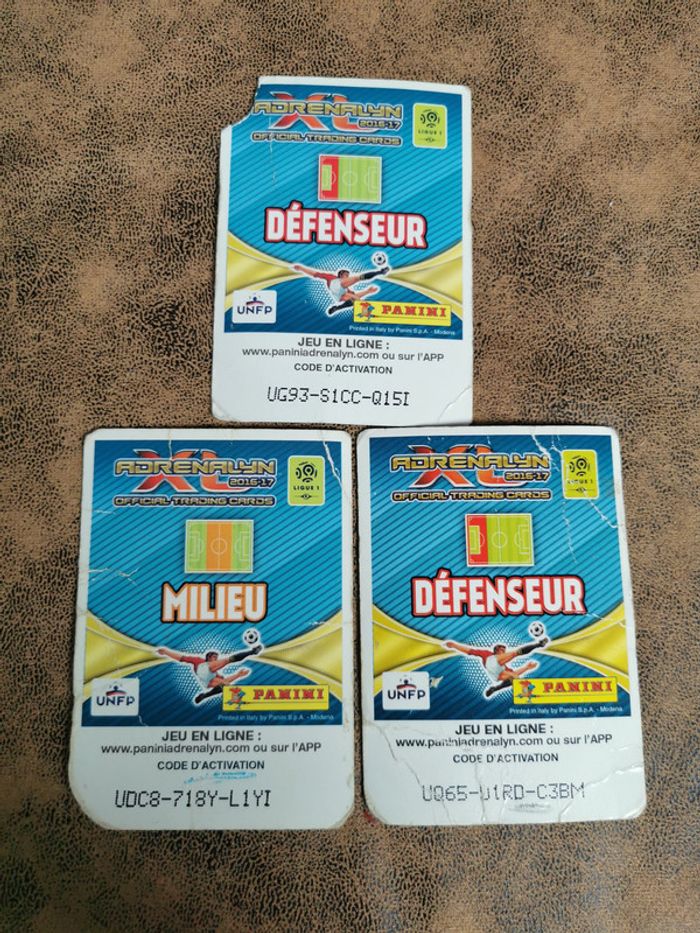 ADRENALYN
XL
2016-17
OFFICIAL TRADING CARDS
LIGUE 1
DÉFENSEUR
UNFP
PANINI
Printed in Italy by Panini S.p.A. - Modena
JEU EN LIGNE :
www.paniniadrenalyn.com ou sur l'APP
CODE D'ACTIVATION
UG93-S1CC-Q15I
ADRENALYN
XL
2016-17
OFFICIAL TRADING CARDS
LIGUE 1
MILIEU
UNFP
PANINI
Printed in Italy by Panini S.p.A. - Modena
JEU EN LIGNE :
www.paniniadrenalyn.com ou sur l'APP
CODE D'ACTIVATION
UDC8-718Y-L1YI
ADRENALYN
XL
2016-17
OFFICIAL TRADING CARDS
LIGUE 1
DÉFENSEUR
UNFP
PANINI
Printed in Italy by Panini S.p.A. - Modena
JEU EN LIGNE :
www.paniniadrenalyn.com ou sur l'APP
CODE D'ACTIVATION
UQ65-U1RD-C3BM